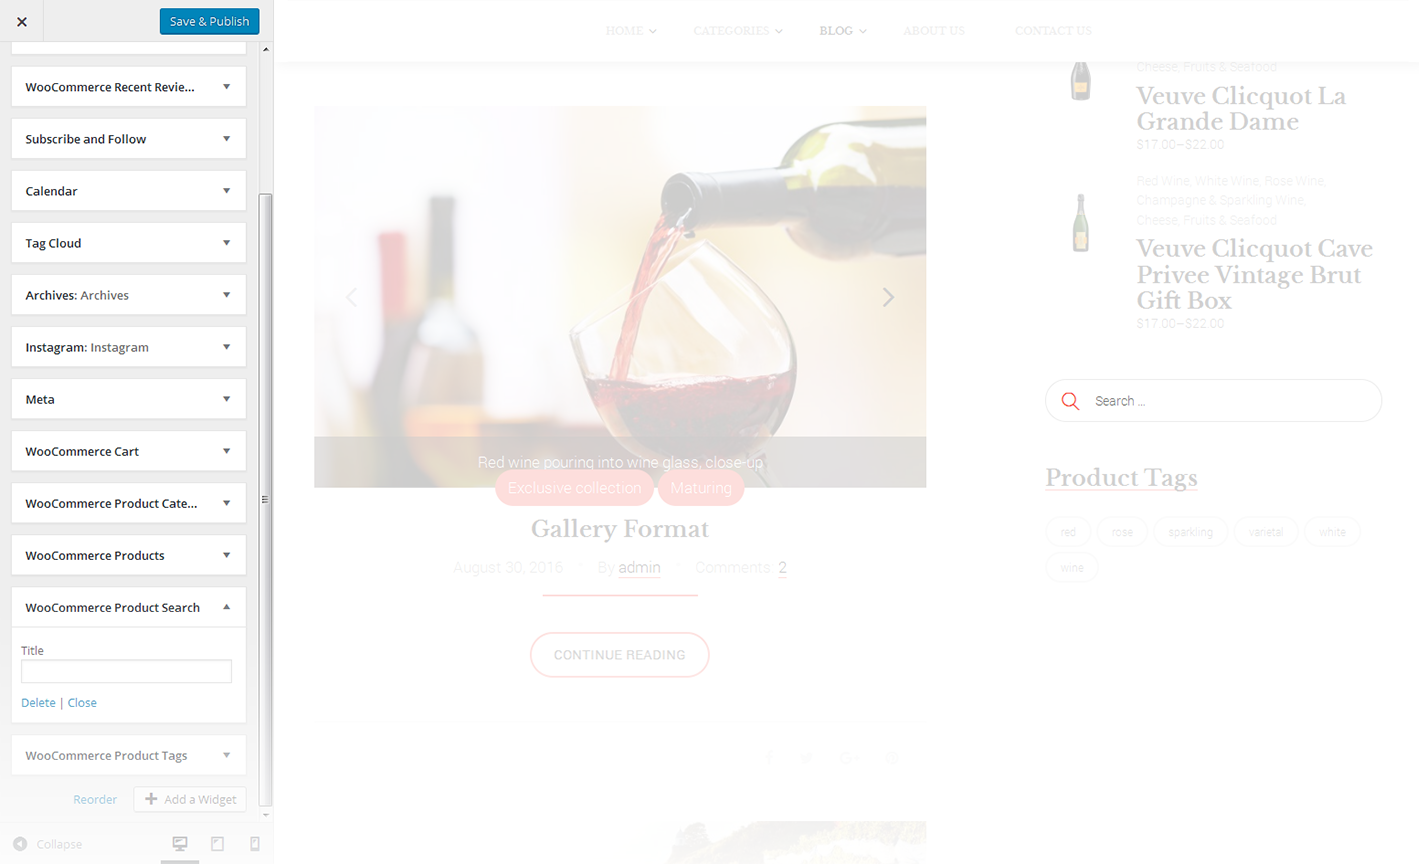 Save & Publish
WooCommerce Recent Revie...
Subscribe and Follow
Calendar
Tag Cloud
Archives: Archives
Instagram: Instagram
Meta
WooCommerce Cart
WooCommerce Product Cate...
WooCommerce Products
WooCommerce Product Search
Title
Delete | Close
WooCommerce Product Tags
Reorder
Add a Widget
Collapse
HOME
CATEGORIES
BLOG
ABOUT US
CONTACT US
Red wine pouring into wine glass, close-up
Exclusive collection
Maturing
Gallery Format
August 30, 2016
By admin
Comments 2
CONTINUE READING
Cheese, Fruits & Seafood
Veuve Clicquot La
Grande Dame
$17.00–$22.00
Red Wine, White Wine, Rose Wine,
Champagne & Sparkling Wine,
Cheese, Fruits & Seafood
Veuve Clicquot Cave
Privee Vintage Brut
Gift Box
$17.00–$22.00
Search ...
Product Tags
red
rose
sparkling
varietal
white
wine